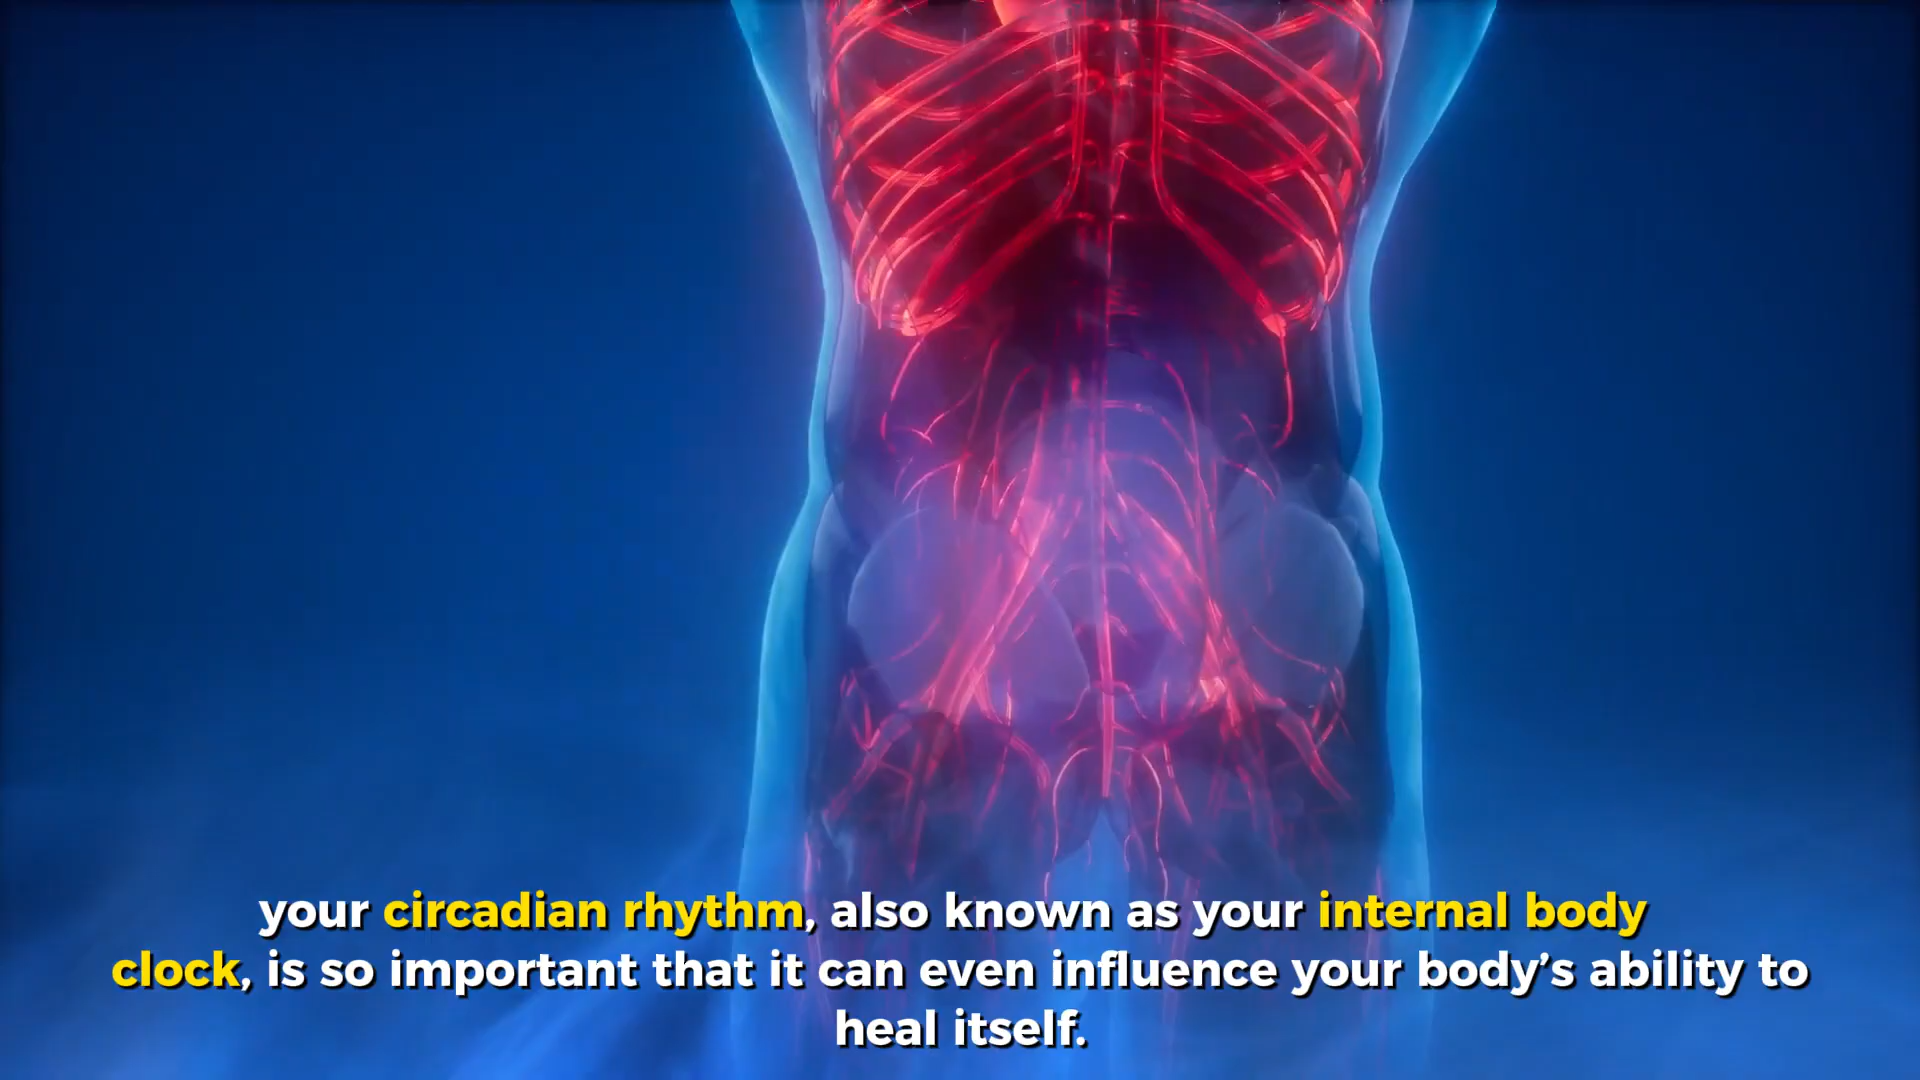 your circadian rhythm, also known as your internal body
clock, is so important that it can even influence your body’s ability to
heal itself.